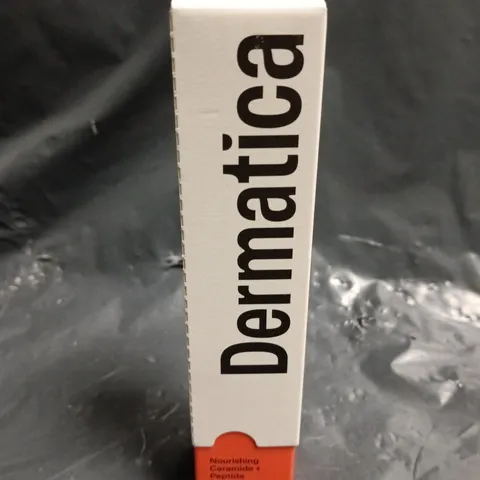 Dermatica
Nourishing
Ceramide +
Peptide